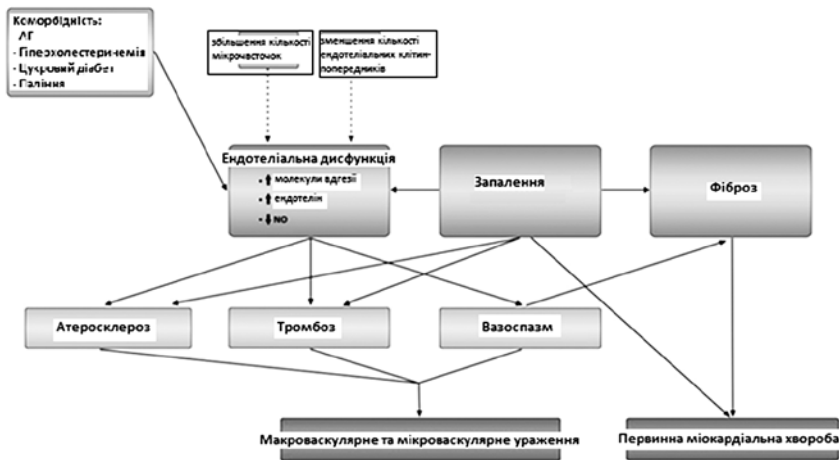 Коморбідність:
АГ
- Гіперхолестеринемія
- Цукровий діабет
- Паління
збільшення кількості
мікрочасточок
зменшення кількості
ендотеліальних клітин-
попередників
Ендотеліальна дисфункція
- ⬆ молекули адгезії
- ⬆ ендотелін
- ⬇ NO
Запалення
Фіброз
Атеросклероз
Тромбоз
Вазоспазм
Макроваскулярне та мікроваскулярне ураження
Первинна міокардіальна хвороба